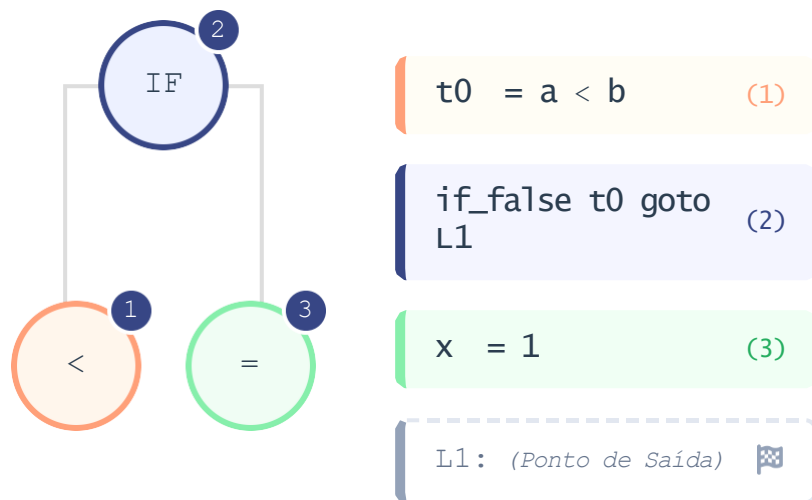 2
IF
1
3
<
=
t0 = a < b (1)
if_false t0 goto
L1 (2)
x = 1 (3)
L1: (Ponto de Saída)